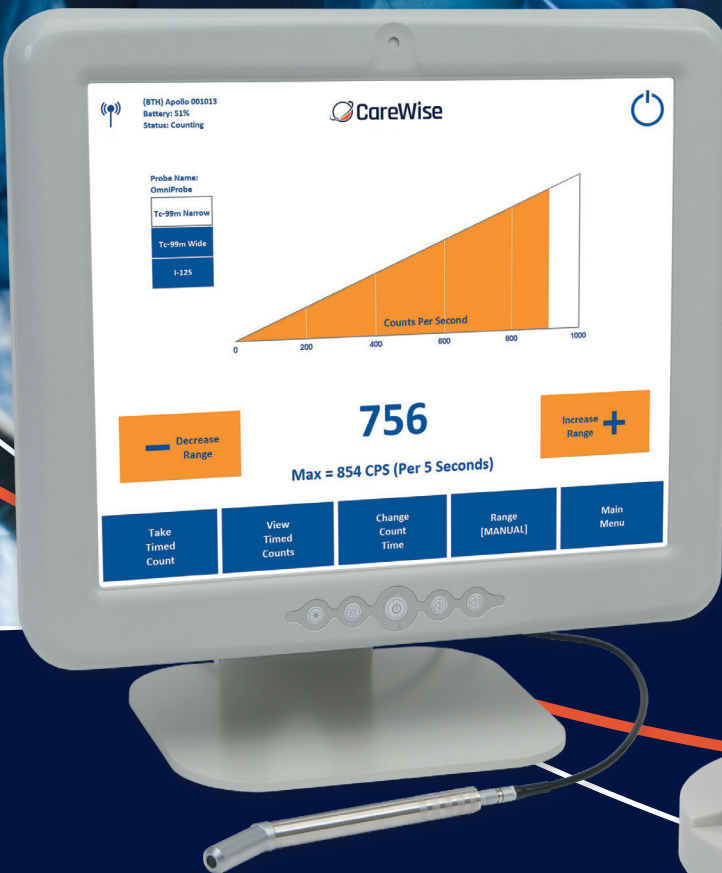 (BTH) Apollo 001013
Battery: 51%
Status: Counting
CareWise
Probe Name:
OmniProbe
Tc-99m Narrow
Tc-99m Wide
I-125
Counts Per Second
0 200 400 600 800 1000
Decrease
Range
756
Increase
Range
Max = 854 CPS (Per 5 Seconds)
Take
Timed
Count
View
Timed
Counts
Change
Count
Time
Range
[MANUAL]
Main
Menu